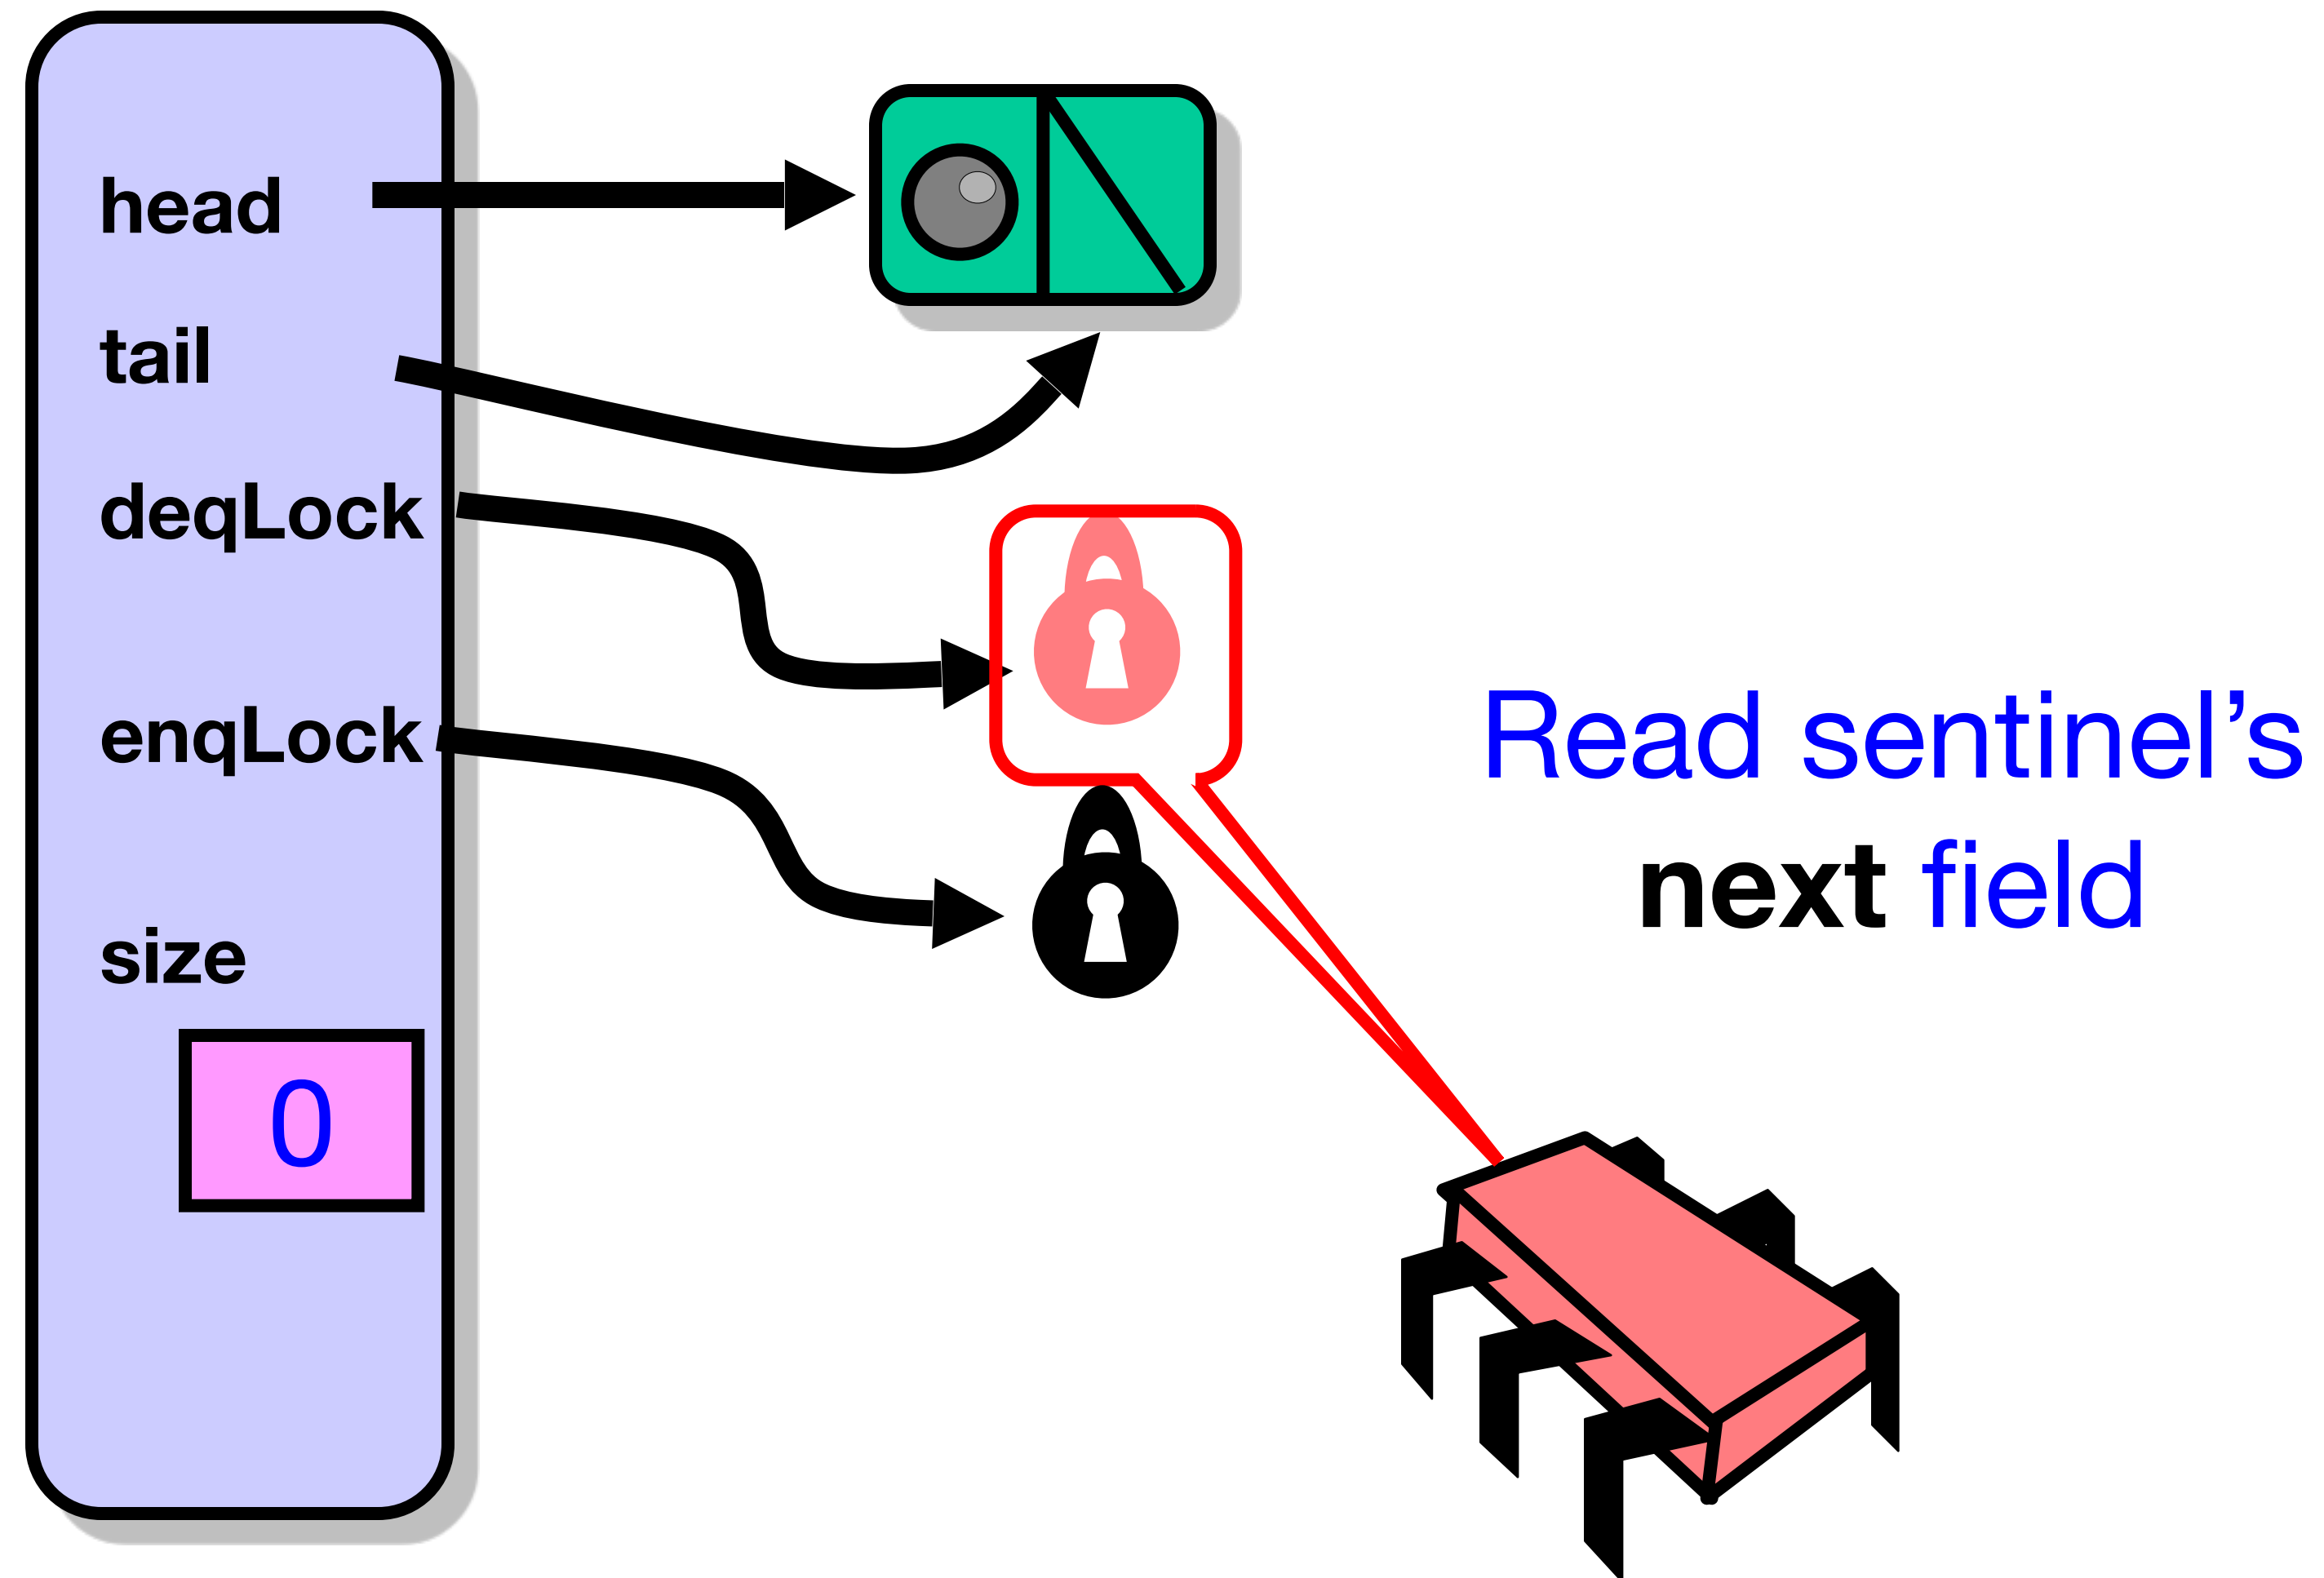 head
tail
deqLock
enqLock
size
0
Read sentinel’s
next field